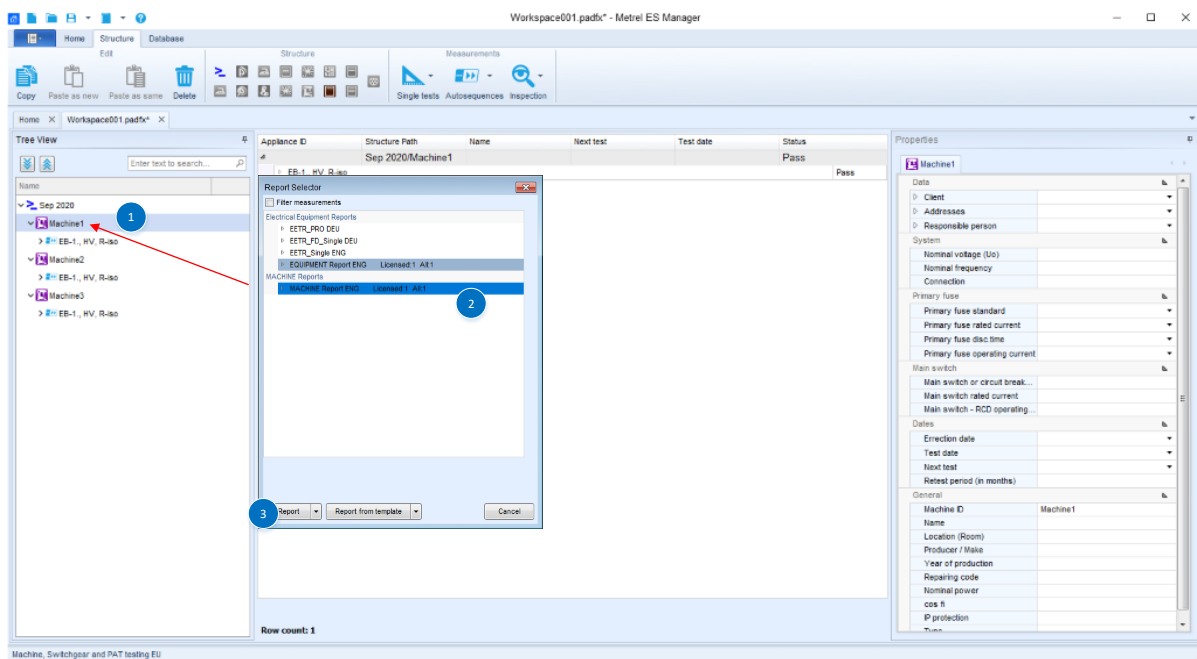 Workspace001.padfx* - Metrel ES Manager
Home Structure Database
Edit Structure Measurements
Copy Paste as new Paste as same Delete Single tests Autosequences Inspection
Home Workspace001.padfx*
Tree View
Enter text to search...
Name
Sep 2020
Machine1
EB-1., HV, R-iso
Machine2
EB-1., HV, R-iso
Machine3
EB-1., HV, R-iso
1
Appliance ID Structure Path Name Next test Test date Status
Sep 2020/Machine1 Pass
EB-1., HV, R-iso Pass
Report Selector
Filter measurements
Electrical Equipment Reports
EETR_PRO DEU
EETR_FD_Single DEU
EETR_Single ENG
EQUIPMENT Report ENG Licensed:1 All:1
MACHINE Reports
MACHINE Report ENG Licensed:1 All:1
2
3 Report Report from template Cancel
Row count: 1
Properties
Machine1
Data
Client
Addresses
Responsible person
System
Nominal voltage (Uo)
Nominal frequency
Connection
Primary fuse
Primary fuse standard
Primary fuse rated current
Primary fuse disc.time
Primary fuse operating current
Main switch
Main switch or circuit break...
Main switch rated current
Main switch - RCD operating...
Dates
Errection date
Test date
Next test
Retest period (in months)
General
Machine ID Machine1
Name
Location (Room)
Producer / Make
Year of production
Repairing code
Nominal power
cos fi
IP protection
Type
Machine, Switchgear and PAT testing EU